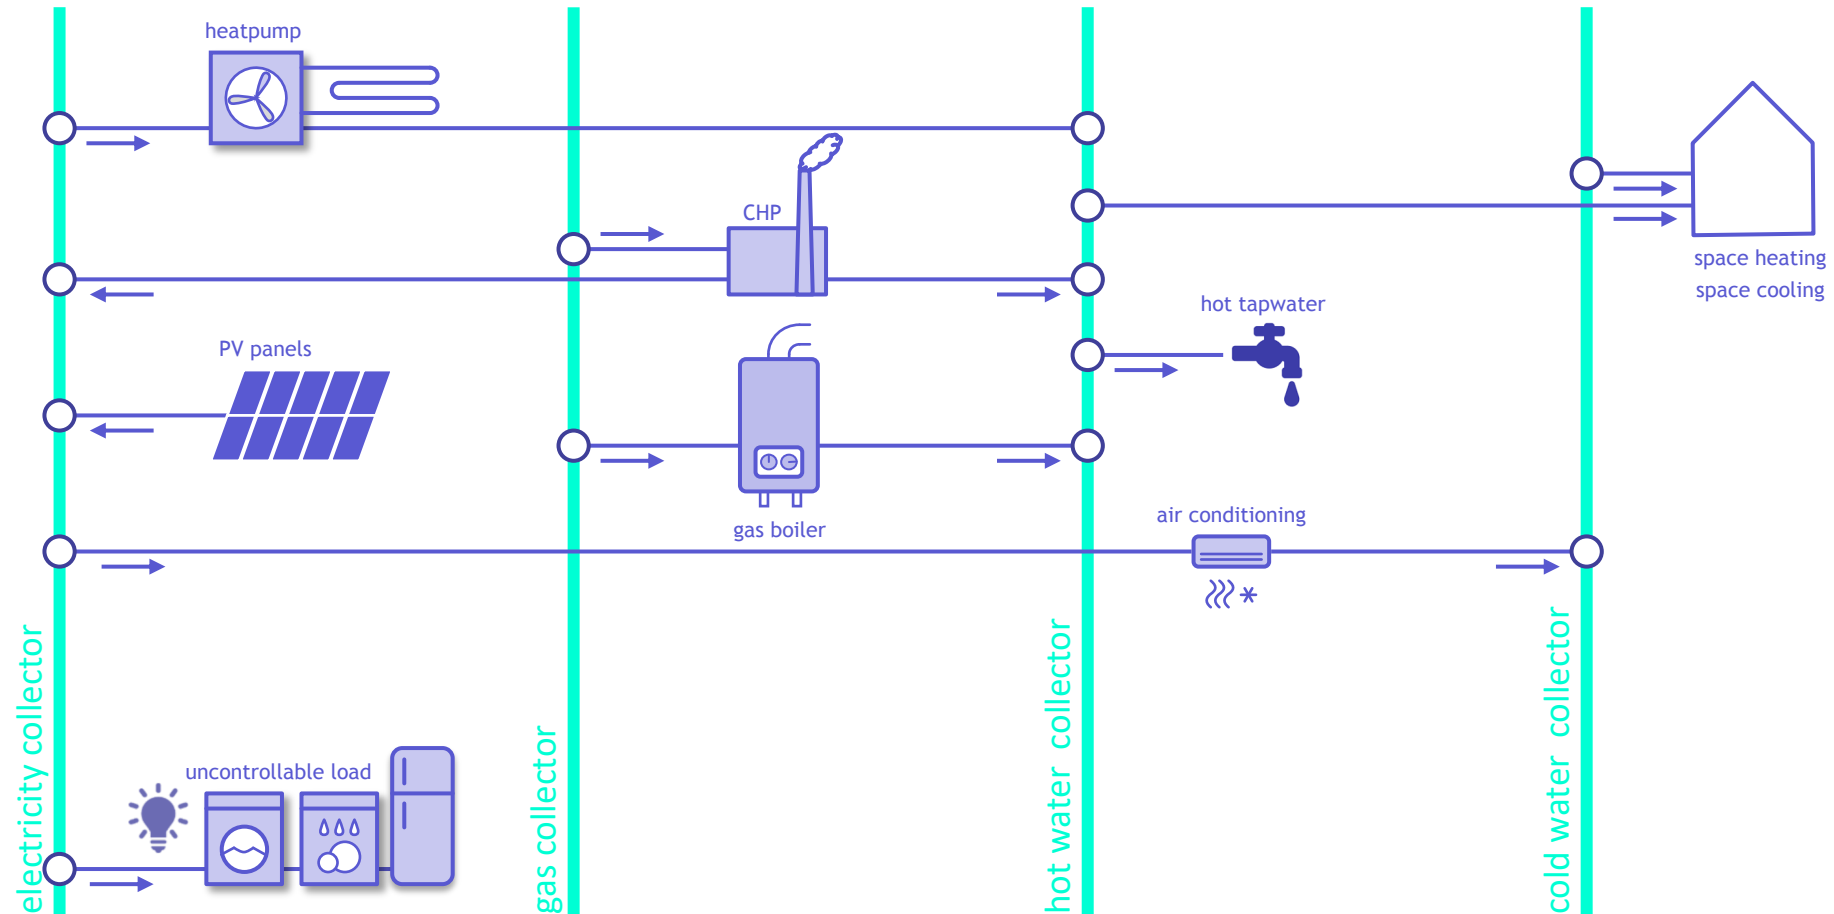 heatpump
CHP
space heating
space cooling
hot tapwater
PV panels
air conditioning
gas boiler
uncontrollable load
electricity collector
gas collector
hot water  collector
cold water  collector